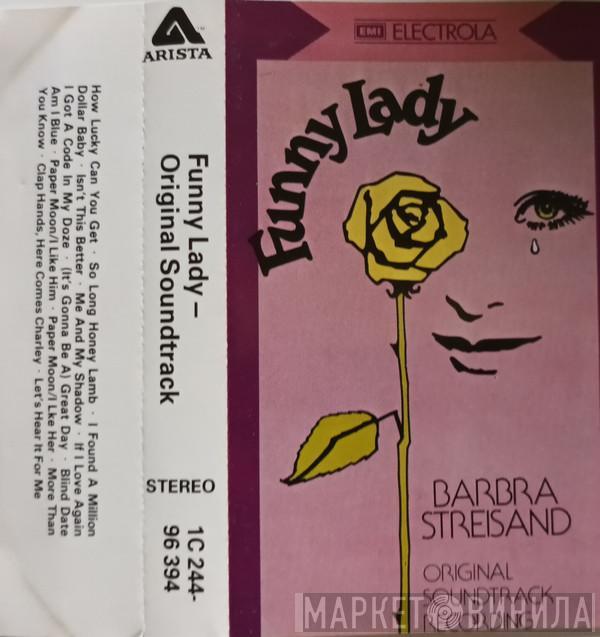 How Lucky Can You Get · So Long Honey Lamb · I Found A Million
Dollar Baby · Isn't This Better · Me And My Shadow · If I Love Again
I Got A Code In My Doze · (It's Gonna Be A) Great Day · Blind Date
Am I Blue · Paper Moon/I Like Him · Paper Moon/I Lke Her · More Than
You Know · Clap Hands, Here Comes Charley · Let's Hear It For Me
ARISTA
Funny Lady –
Original Soundtrack
STEREO
1C 244-
96 394
EMI ELECTROLA
Funny Lady
BARBRA
STREISAND
ORIGINAL
SOUNDTRACK
RECORDING
МАРКЕТ ВИНИЛА